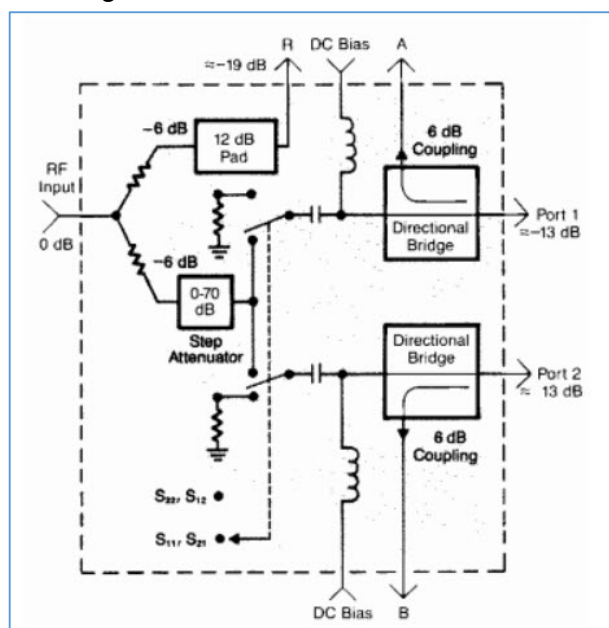 R
DC Bias
A
≈–19 dB
–6 dB
12 dB
Pad
6 dB
Coupling
RF
Input
0 dB
Directional
Bridge
Port 1
≈–13 dB
–6 dB
0-70
dB
Step
Attenuator
Directional
Bridge
Port 2
≈ 13 dB
6 dB
Coupling
S₂₂, S₁₂
S₁₁, S₂₁
DC Bias
B